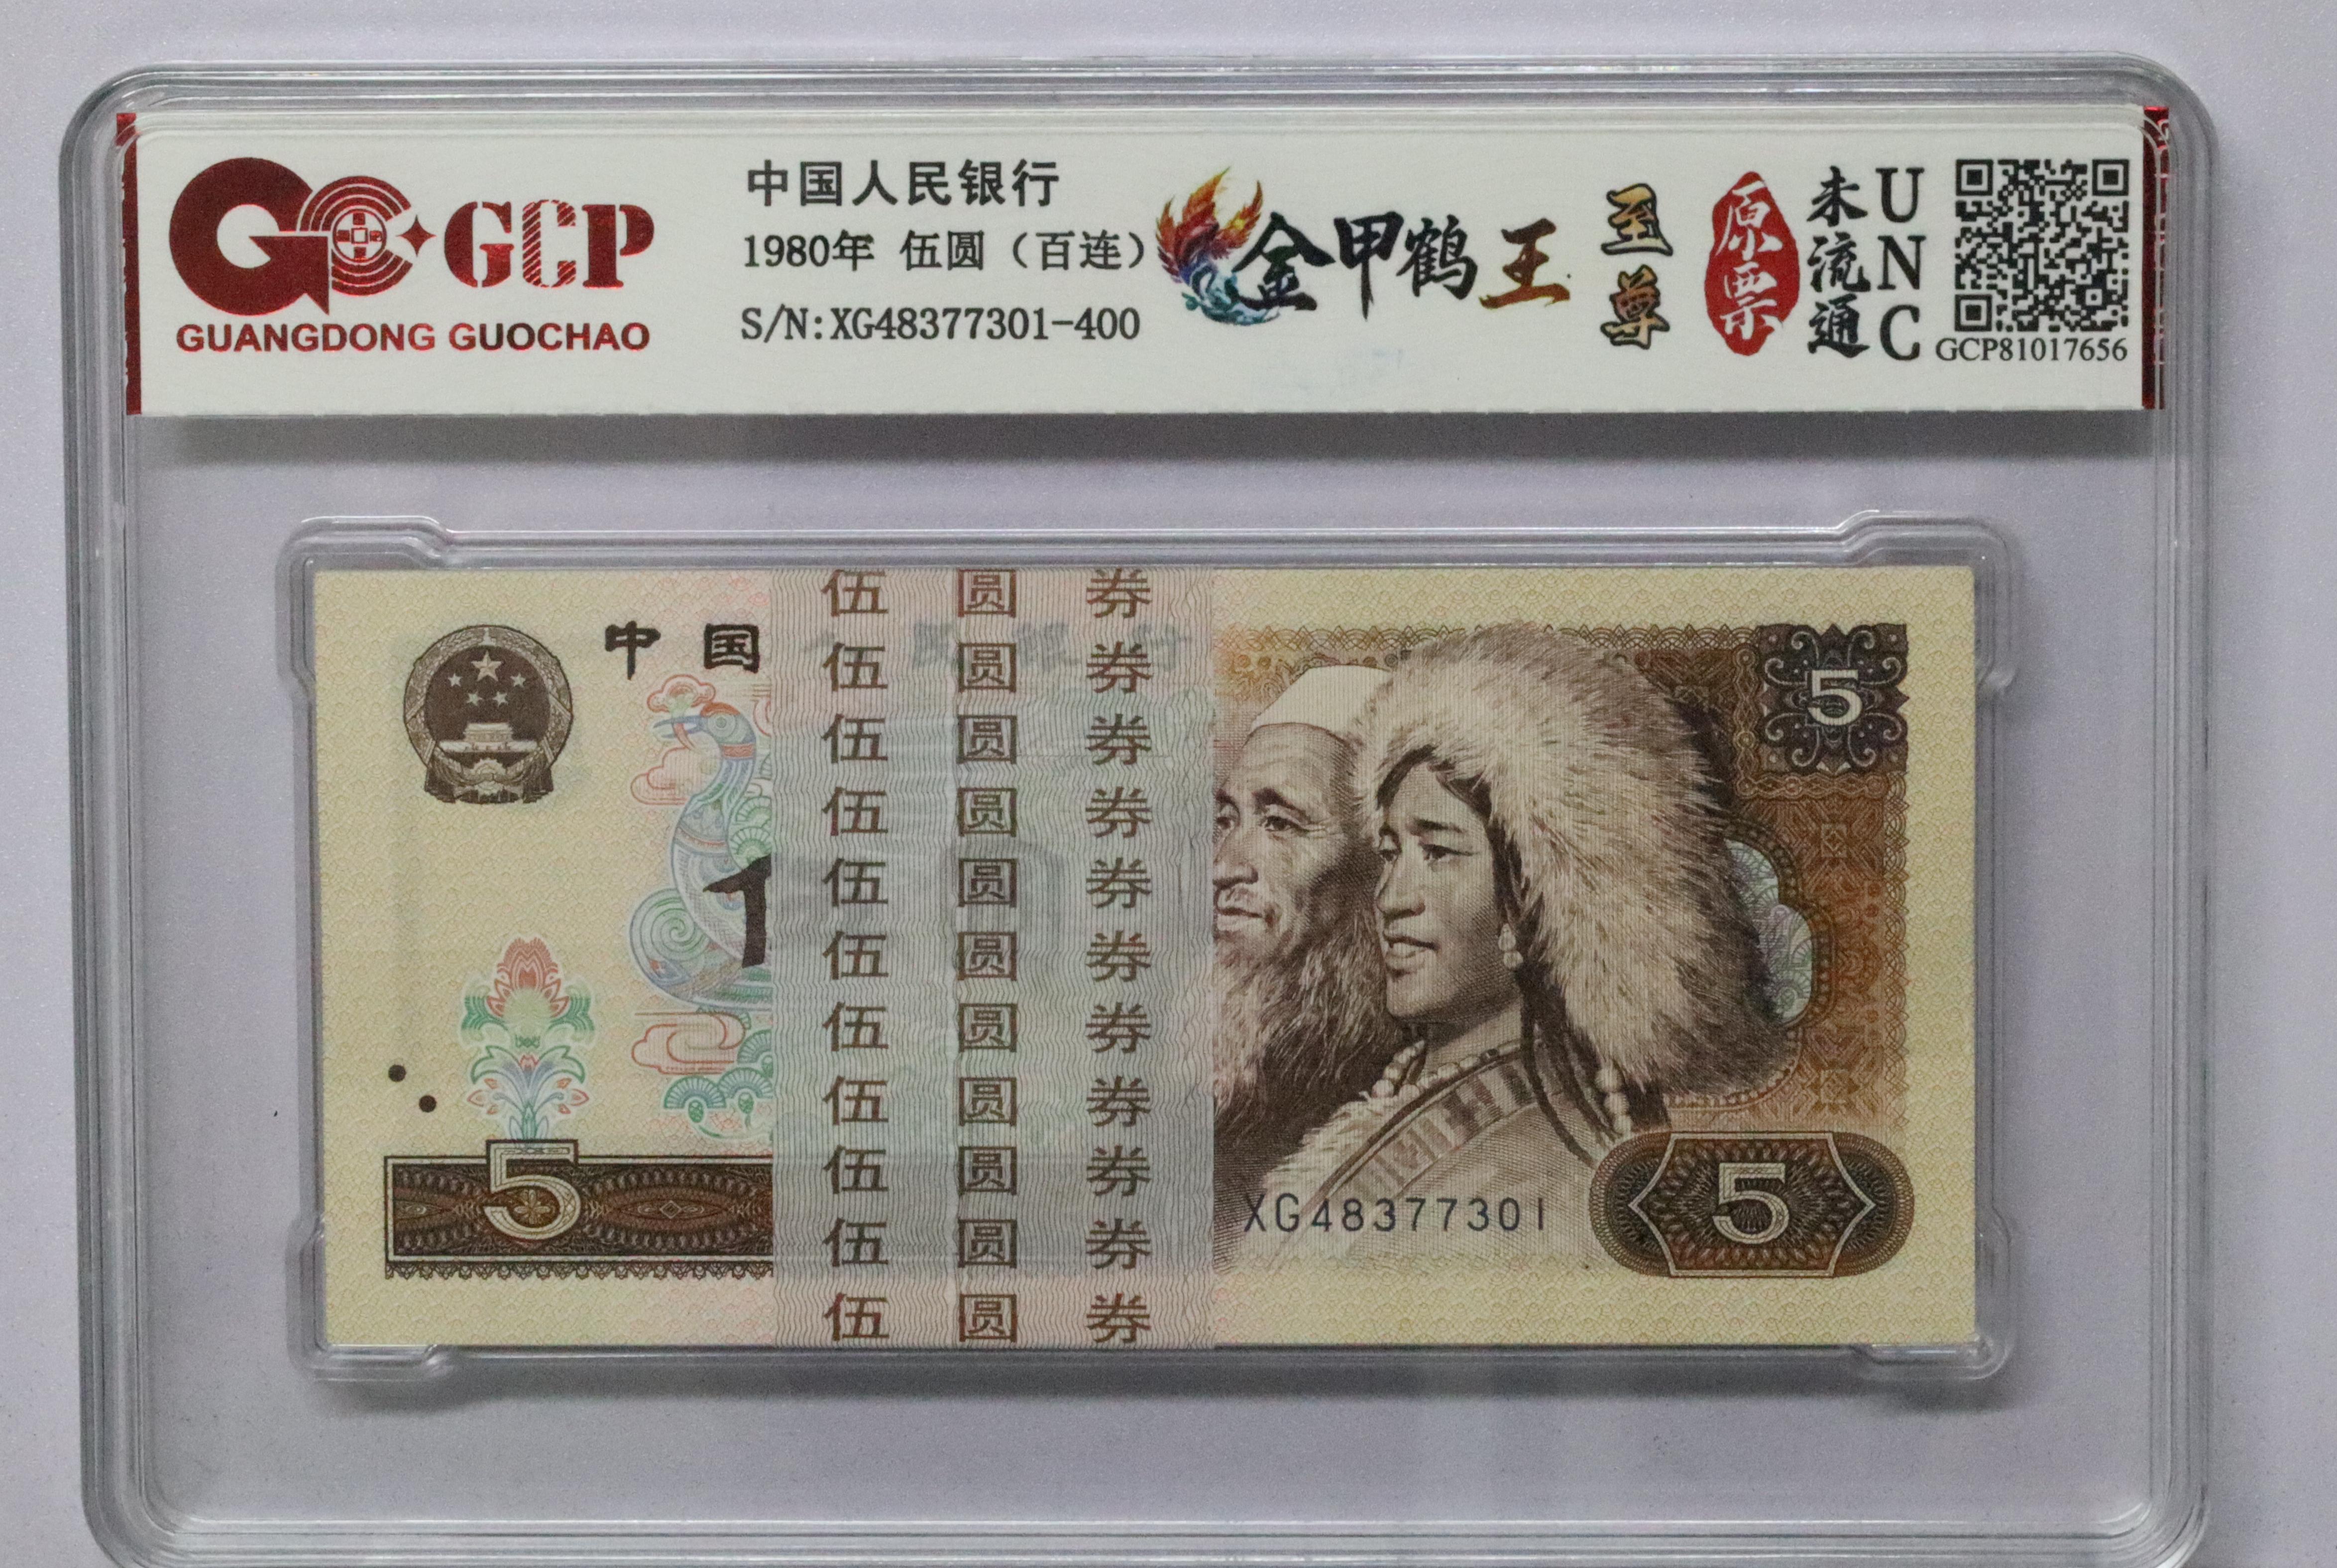 GCP
GUANGDONG GUOCHAO
中国人民银行
1980年 伍圆（百连）
S/N:XG48377301-400
金甲鹤王
至尊
原票
未流通
UNC
GCP81017656
中国
伍 圆 券
伍 圆 券
伍 圆 券
伍 圆 券
伍 圆 券
伍 圆 券
伍 圆 券
伍 圆 券
伍 圆 券
伍 圆 券
伍 圆 券
5
5
XG48377301
5